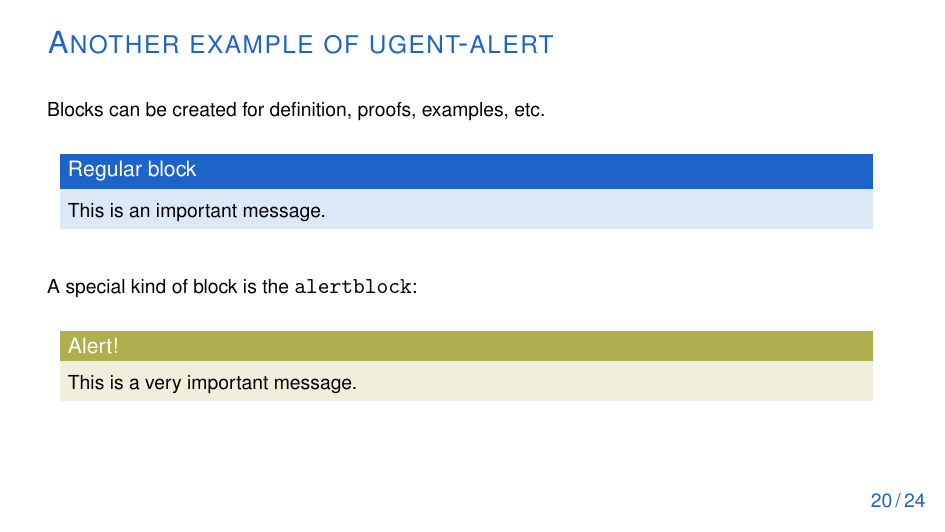 ANOTHER EXAMPLE OF UGENT-ALERT
Blocks can be created for definition, proofs, examples, etc.
Regular block
This is an important message.
A special kind of block is the alertblock:
Alert!
This is a very important message.
20 / 24